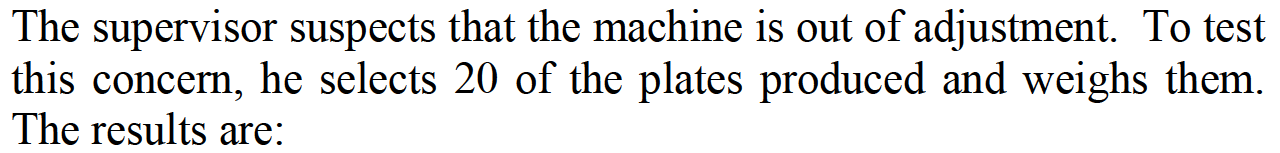 The supervisor suspects that the machine is out of adjustment. To test
this concern, he selects 20 of the plates produced and weighs them.
The results are: